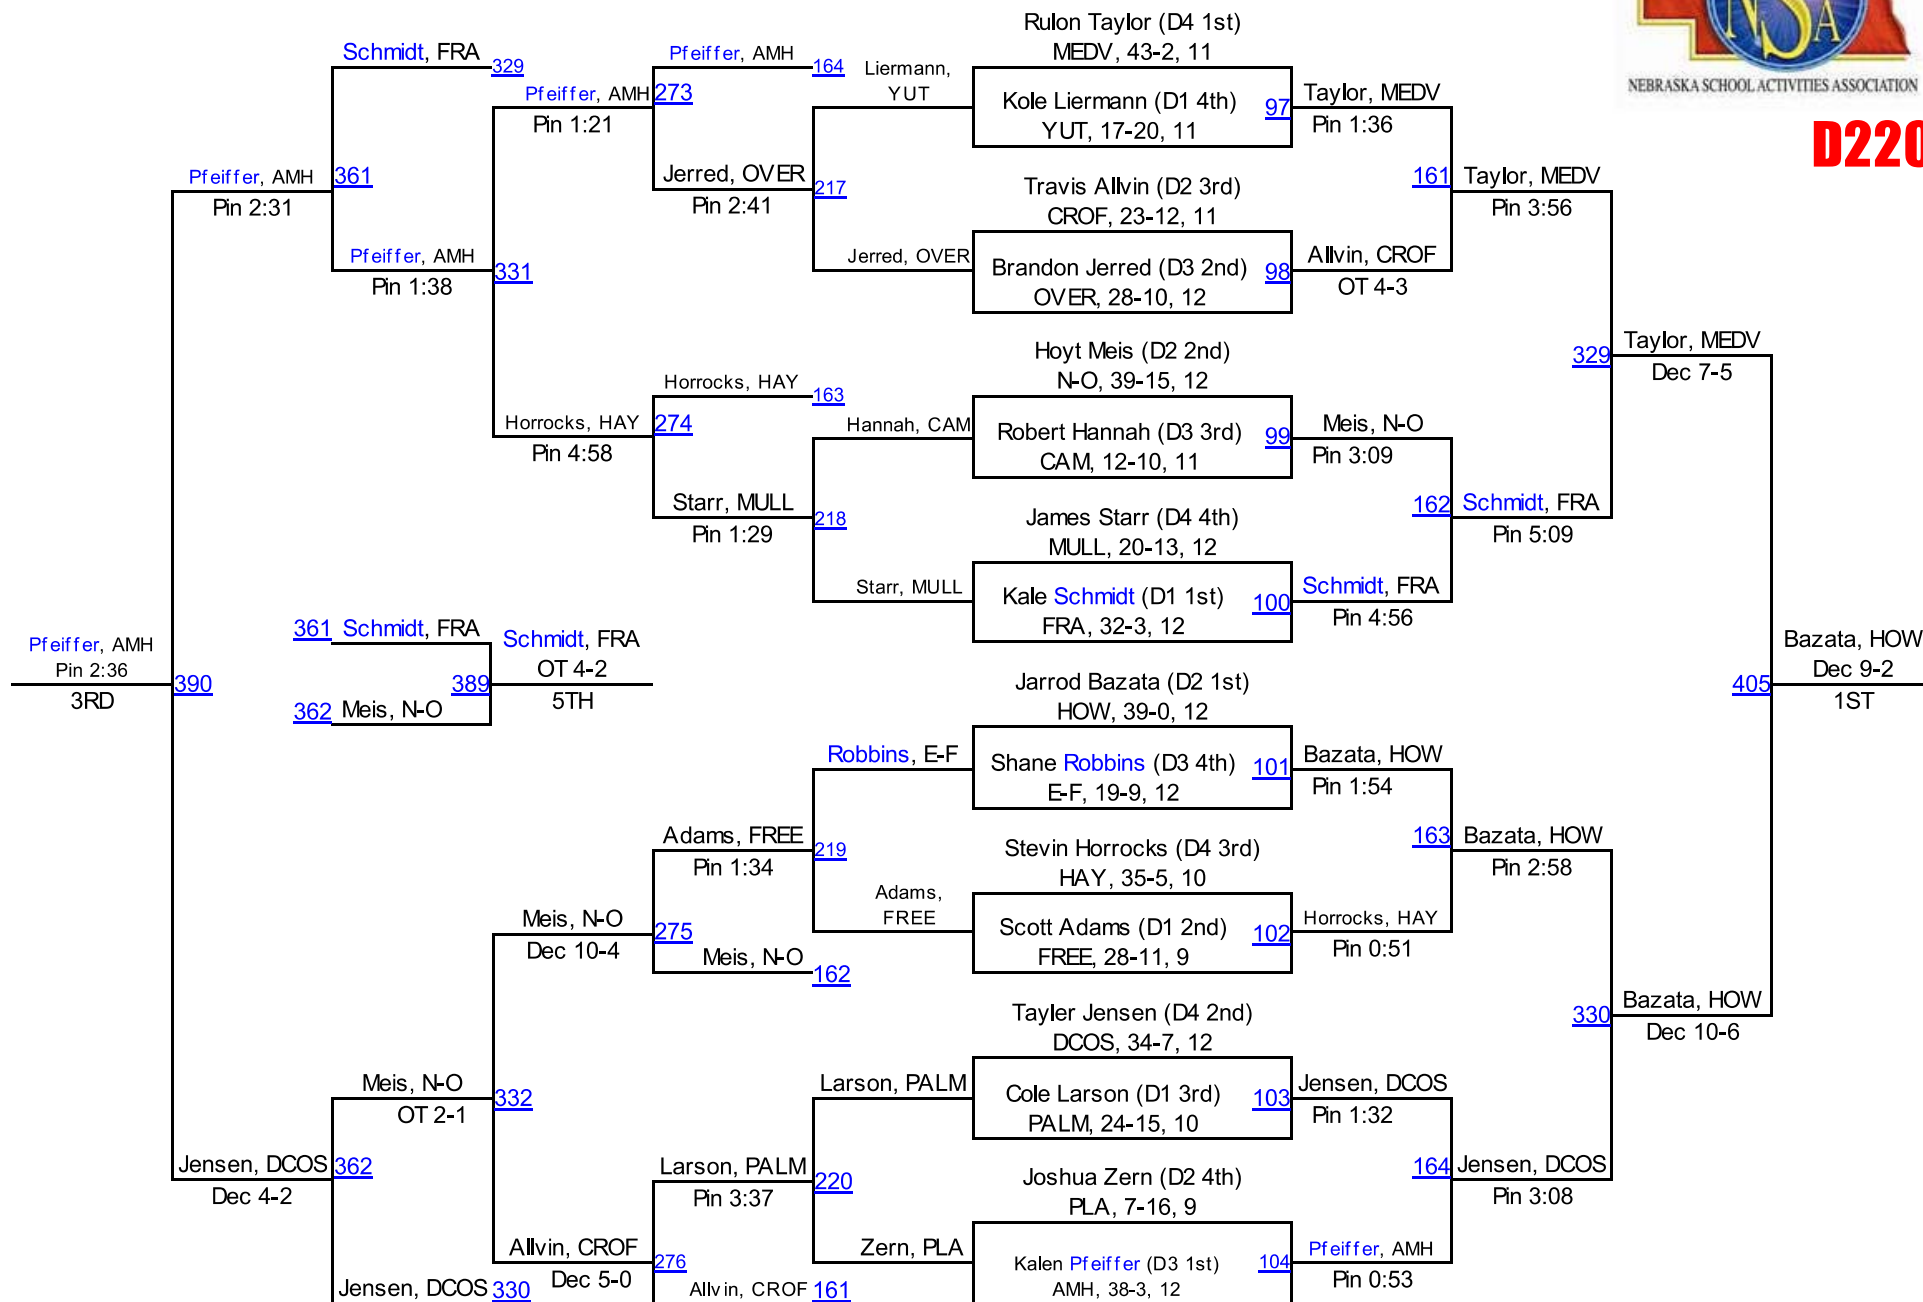 NSA
NEBRASKA SCHOOL ACTIVITIES ASSOCIATION
D220
Schmidt, FRA
329
Pfeiffer, AMH
Pin 1:21
273
Pfeiffer, AMH
164
Liermann,
YUT
Jerred, OVER
Pin 2:41
217
Jerred, OVER
Pfeiffer, AMH
Pin 2:31
361
Pfeiffer, AMH
Pin 1:38
331
Horrocks, HAY
163
Horrocks, HAY
Pin 4:58
274
Hannah, CAM
Starr, MULL
Pin 1:29
218
Starr, MULL
Pfeiffer, AMH
Pin 2:36
3RD
390
361 Schmidt, FRA
362 Meis, N-O
389
Schmidt, FRA
OT 4-2
5TH
Robbins, E-F
Adams, FREE
Pin 1:34
219
Adams,
FREE
Meis, N-O
Dec 10-4
275
Meis, N-O
162
Meis, N-O
OT 2-1
332
Larson, PALM
Jensen, DCOS
Dec 4-2
362
Larson, PALM
Pin 3:37
220
Zern, PLA
Allvin, CROF
Dec 5-0
276
Jensen, DCOS 330
Allvin, CROF 161
Rulon Taylor (D4 1st)
MEDV, 43-2, 11
Kole Liermann (D1 4th)
YUT, 17-20, 11
97
Taylor, MEDV
Pin 1:36
Travis Allvin (D2 3rd)
CROF, 23-12, 11
Brandon Jerred (D3 2nd)
OVER, 28-10, 12
98
Allvin, CROF
OT 4-3
161
Taylor, MEDV
Pin 3:56
Hoyt Meis (D2 2nd)
N-O, 39-15, 12
Robert Hannah (D3 3rd)
CAM, 12-10, 11
99
Meis, N-O
Pin 3:09
James Starr (D4 4th)
MULL, 20-13, 12
Kale Schmidt (D1 1st)
FRA, 32-3, 12
100
Schmidt, FRA
Pin 4:56
162
Schmidt, FRA
Pin 5:09
329
Taylor, MEDV
Dec 7-5
Jarrod Bazata (D2 1st)
HOW, 39-0, 12
Shane Robbins (D3 4th)
E-F, 19-9, 12
101
Bazata, HOW
Pin 1:54
Stevin Horrocks (D4 3rd)
HAY, 35-5, 10
Scott Adams (D1 2nd)
FREE, 28-11, 9
102
Horrocks, HAY
Pin 0:51
163
Bazata, HOW
Pin 2:58
Tayler Jensen (D4 2nd)
DCOS, 34-7, 12
Cole Larson (D1 3rd)
PALM, 24-15, 10
103
Jensen, DCOS
Pin 1:32
Joshua Zern (D2 4th)
PLA, 7-16, 9
Kalen Pfeiffer (D3 1st)
AMH, 38-3, 12
104
Pfeiffer, AMH
Pin 0:53
164
Jensen, DCOS
Pin 3:08
330
Bazata, HOW
Dec 10-6
405
Bazata, HOW
Dec 9-2
1ST